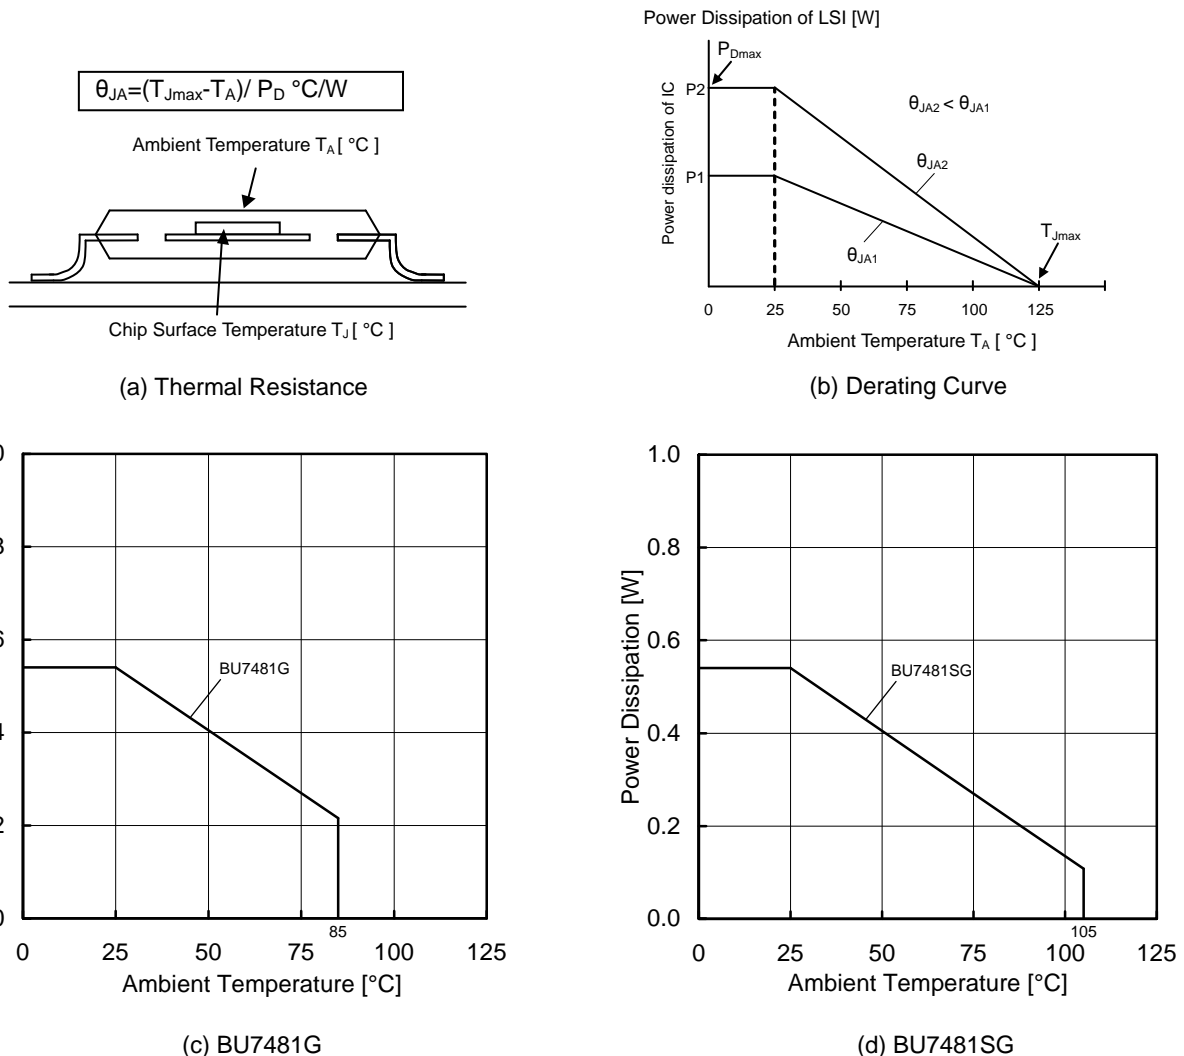 θJA=(TJmax-TA)/ PD °C/W
Ambient Temperature TA [ °C ]
Chip Surface Temperature TJ [ °C ]
(a) Thermal Resistance
Power Dissipation of LSI [W]
PDmax
P2
θJA2 < θJA1
θJA2
P1
Power dissipation of IC
TJmax
θJA1
0 25 50 75 100 125
Ambient Temperature TA [ °C ]
(b) Derating Curve
BU7481G
85
0 25 50 75 100 125
Ambient Temperature [°C]
(c) BU7481G
1.0
0.8
0.6
BU7481SG
0.4
0.2
0.0
Power Dissipation [W]
105
0 25 50 75 100 125
Ambient Temperature [°C]
(d) BU7481SG